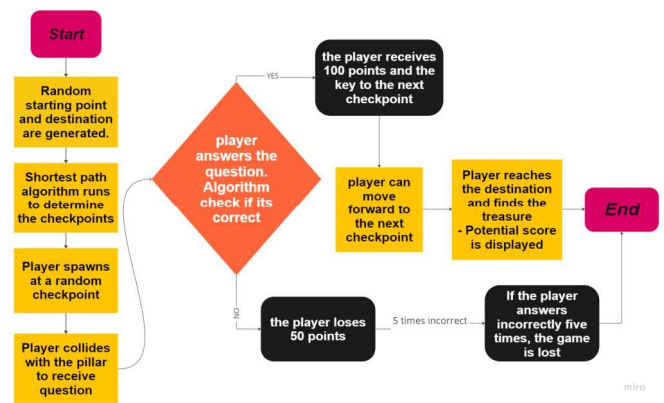 Start
Random
starting point
and destination
are generated.
Shortest path
algorithm runs
to determine
the checkpoints
Player spawns
at a random
checkpoint
Player collides
with the pillar
to receive
question
player
answers the
question.
Algorithm
check if its
correct
YES
the player receives
100 points and the
key to the next
checkpoint
player can
move
forward to
the next
checkpoint
Player reaches
the destination
and finds the
treasure
- Potential score
is displayed
End
NO
the player loses
50 points
5 times incorrect
If the player
answers
incorrectly five
times, the game
is lost
miro